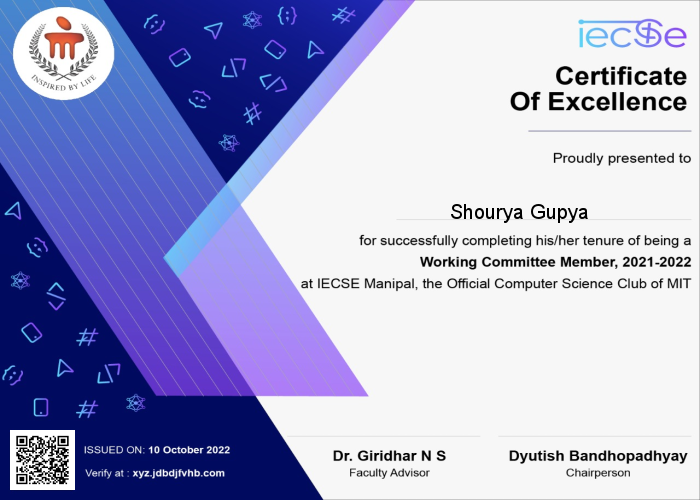 INSPIRED BY LIFE
iecse
Certificate
Of Excellence
Proudly presented to
Shourya Gupya
for successfully completing his/her tenure of being a
Working Committee Member, 2021-2022
at IECSE Manipal, the Official Computer Science Club of MIT
ISSUED ON: 10 October 2022
Verify at : xyz.jdbdjfvhb.com
Dr. Giridhar N S
Faculty Advisor
Dyutish Bandhopadhyay
Chairperson